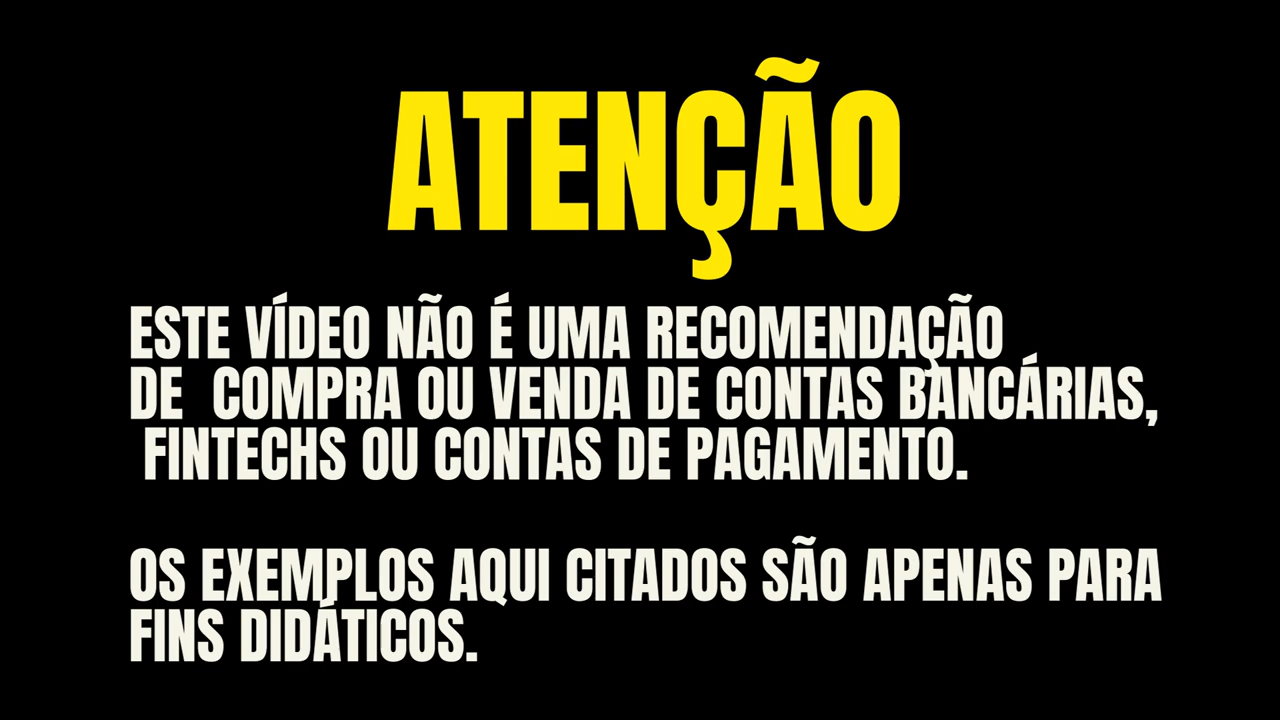 ATENÇÃO
ESTE VÍDEO NÃO É UMA RECOMENDAÇÃO
DE COMPRA OU VENDA DE CONTAS BANCÁRIAS,
FINTECHS OU CONTAS DE PAGAMENTO.
OS EXEMPLOS AQUI CITADOS SÃO APENAS PARA
FINS DIDÁTICOS.